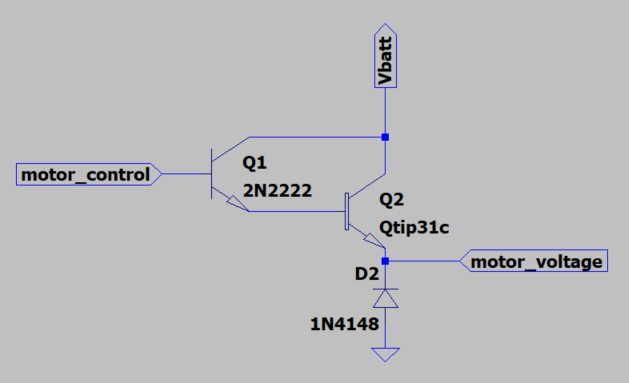 Vbatt
motor_control
Q1
2N2222
Q2
Qtip31c
motor_voltage
D2
1N4148